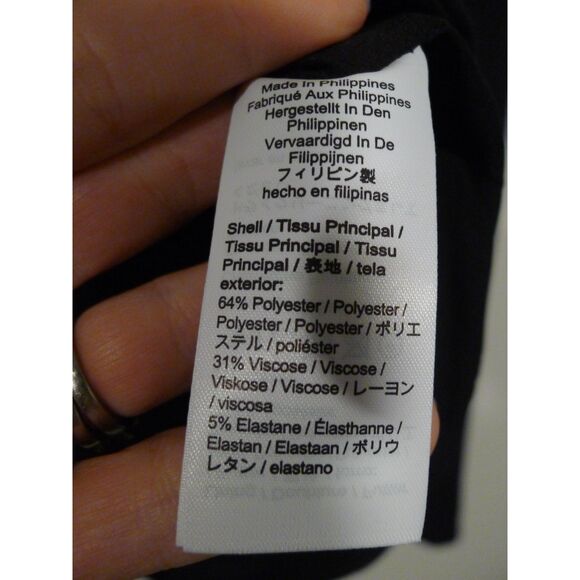 Made In Philippines
Fabriqué Aux Philippines
Hergestellt In Den
Philippinen
Vervaardigd In De
Filippijnen
フィリピン製
hecho en filipinas
Shell / Tissu Principal /
Tissu Principal / Tissu
Principal / 表地 / tela
exterior:
64% Polyester / Polyester /
Polyester / Polyester / ポリエ
ステル / poliéster
31% Viscose / Viscose /
Viskose / Viscose / レーヨン
/ viscosa
5% Elastane / Élasthanne /
Elastan / Elastaan / ポリウ
レタン / elastano